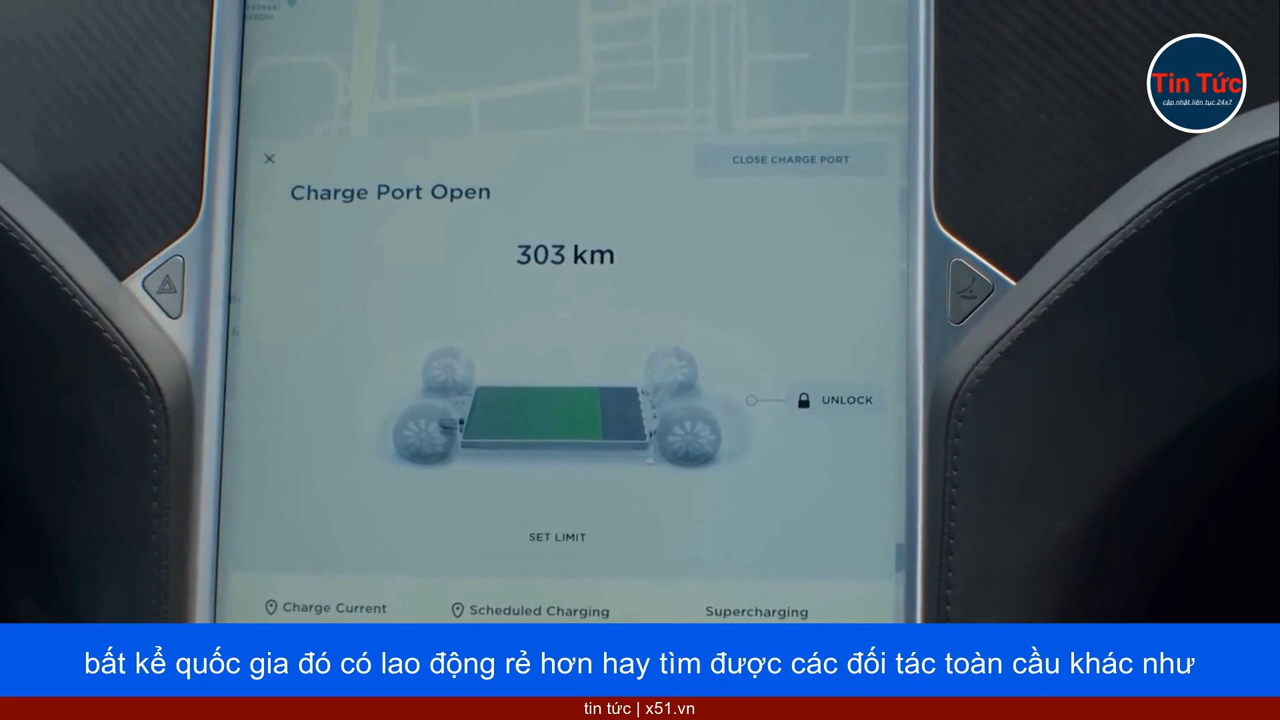 Tin Tức
cập nhật liên tục 24x7
CLOSE CHARGE PORT
Charge Port Open
303 km
UNLOCK
SET LIMIT
Charge Current
Scheduled Charging
Supercharging
bất kể quốc gia đó có lao động rẻ hơn hay tìm được các đối tác toàn cầu khác như
tin tức | x51.vn